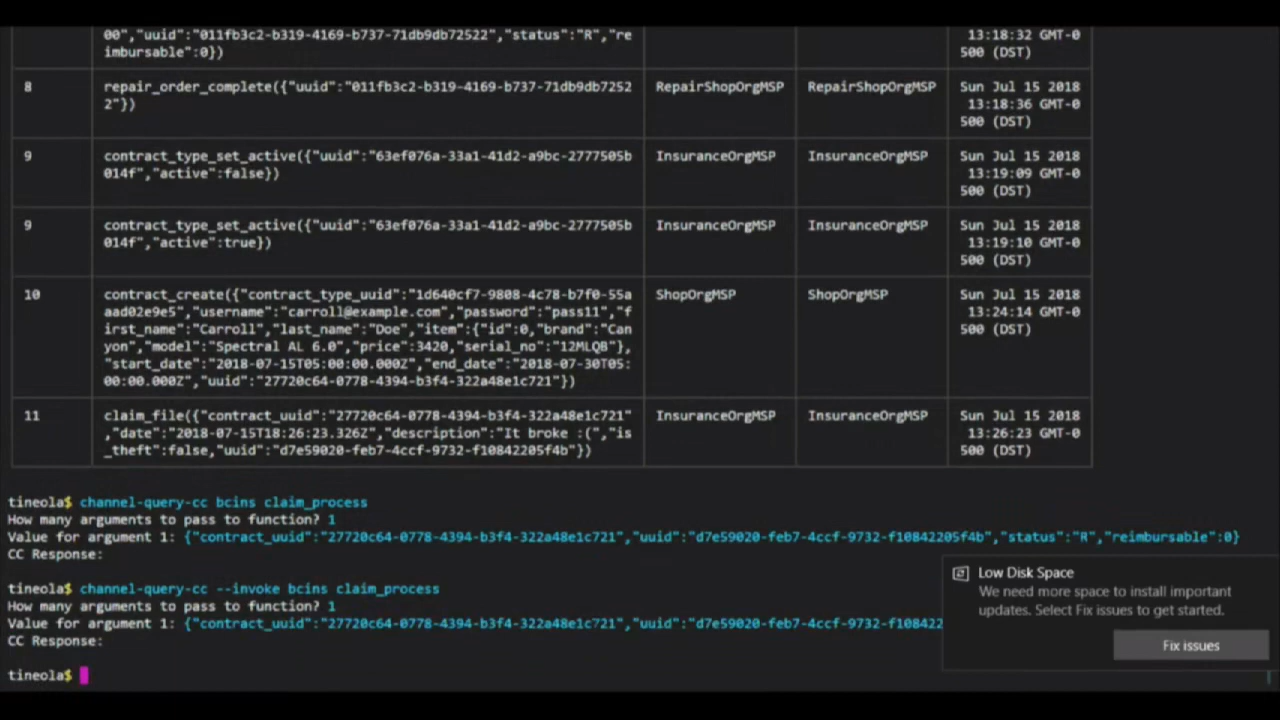 00","uuid":"011fb3c2-b319-4169-b737-71db9db72522","status":"R","re
imbursable":0})
13:18:32 GMT-0
500 (DST)
8
repair_order_complete({"uuid":"011fb3c2-b319-4169-b737-71db9db7252
2"})
RepairShopOrgMSP
RepairShopOrgMSP
Sun Jul 15 2018
13:18:36 GMT-0
500 (DST)
9
contract_type_set_active({"uuid":"63ef076a-33a1-41d2-a9bc-2777505b
014f","active":false})
InsuranceOrgMSP
InsuranceOrgMSP
Sun Jul 15 2018
13:19:09 GMT-0
500 (DST)
9
contract_type_set_active({"uuid":"63ef076a-33a1-41d2-a9bc-2777505b
014f","active":true})
InsuranceOrgMSP
InsuranceOrgMSP
Sun Jul 15 2018
13:19:10 GMT-0
500 (DST)
10
contract_create({"contract_type_uuid":"1d640cf7-9808-4c78-b7f0-55a
aad02e9e5","username":"carroll@example.com","password":"pass11","f
irst_name":"Carroll","last_name":"Doe","item":{"id":0,"brand":"Can
yon","model":"Spectral AL 6.0","price":3420,"serial_no":"12MLQB"},
"start_date":"2018-07-15T05:00:00.000Z","end_date":"2018-07-30T05:
00:00.000Z","uuid":"27720c64-0778-4394-b3f4-322a48e1c721"})
ShopOrgMSP
ShopOrgMSP
Sun Jul 15 2018
13:24:14 GMT-0
500 (DST)
11
claim_file({"contract_uuid":"27720c64-0778-4394-b3f4-322a48e1c721"
,"date":"2018-07-15T18:26:23.326Z","description":"It broke :(","is
_theft":false,"uuid":"d7e59020-feb7-4ccf-9732-f10842205f4b"})
InsuranceOrgMSP
InsuranceOrgMSP
Sun Jul 15 2018
13:26:23 GMT-0
500 (DST)
tineola$ channel-query-cc bcins claim_process
How many arguments to pass to function? 1
Value for argument 1: {"contract_uuid":"27720c64-0778-4394-b3f4-322a48e1c721","uuid":"d7e59020-feb7-4ccf-9732-f10842205f4b","status":"R","reimbursable":0}
CC Response:
tineola$ channel-query-cc --invoke bcins claim_process
How many arguments to pass to function? 1
Value for argument 1: {"contract_uuid":"27720c64-0778-4394-b3f4-322a48e1c721","uuid":"d7e59020-feb7-4ccf-9732-f10842
CC Response:
tineola$
Low Disk Space
We need more space to install important
updates. Select Fix issues to get started.
Fix issues